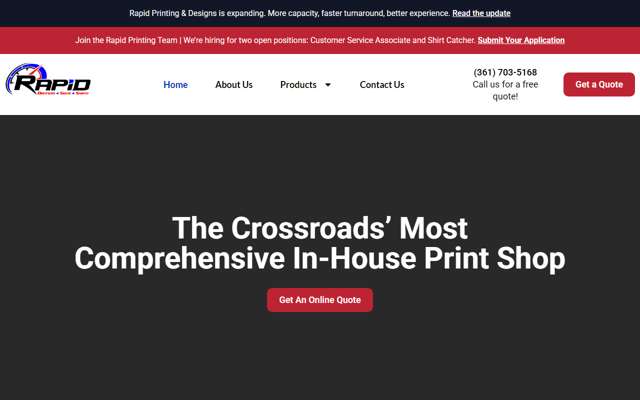 Rapid Printing & Designs is expanding. More capacity, faster turnaround, better experience. Read the update
Join the Rapid Printing Team | We're hiring for two open positions: Customer Service Associate and Shirt Catcher. Submit Your Application
RAPID
Home
About Us
Products
Contact Us
(361) 703-5168
Call us for a free
quote!
Get a Quote
The Crossroads' Most
Comprehensive In-House Print Shop
Get An Online Quote